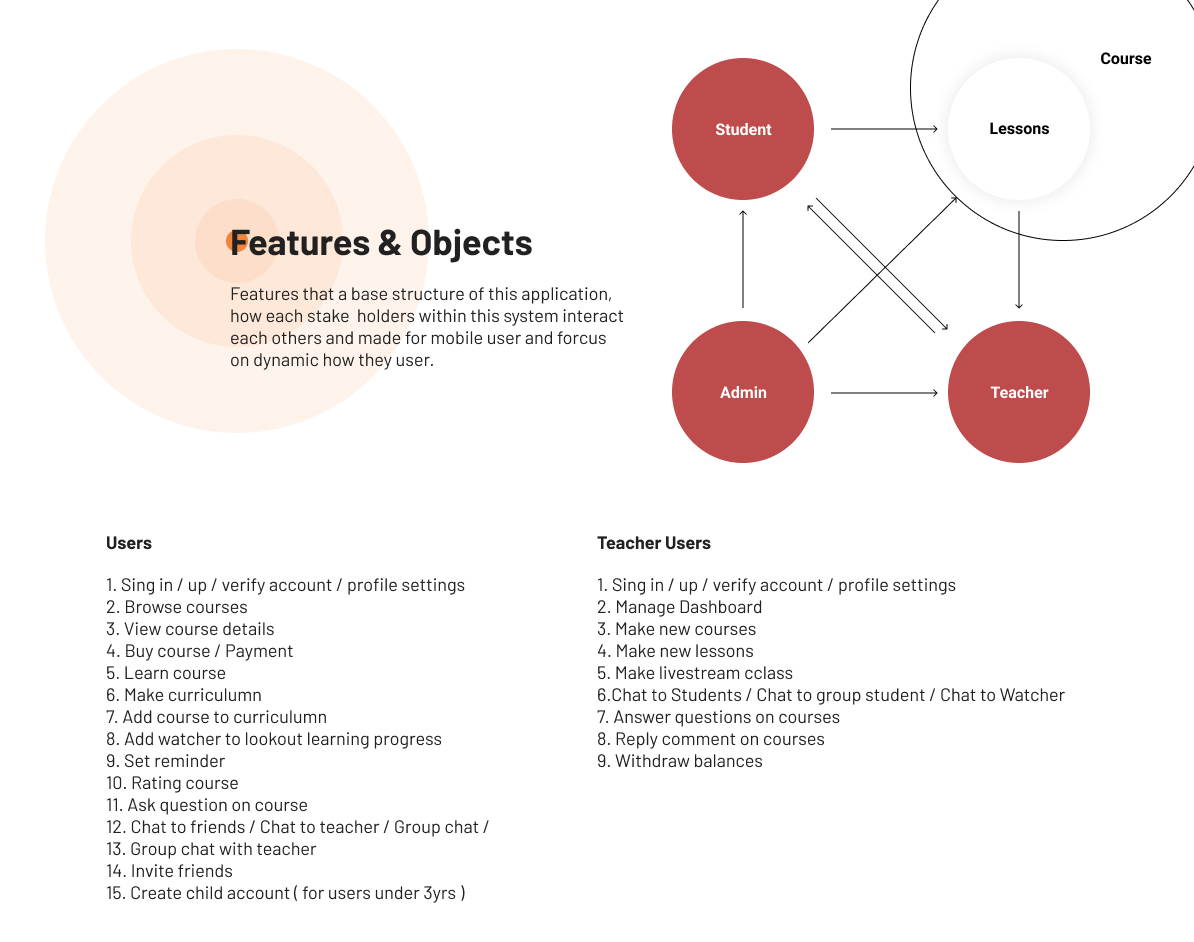 Course
Student
Lessons
Features & Objects
Features that a base structure of this application,
how each stake  holders within this system interact
each others and made for mobile user and forcus
on dynamic how they user.
Admin
Teacher
Users
1. Sing in / up / verify account / profile settings
2. Browse courses
3. View course details
4. Buy course / Payment
5. Learn course
6. Make curriculumn
7. Add course to curriculumn
8. Add watcher to lookout learning progress
9. Set reminder
10. Rating course
11. Ask question on course
12. Chat to friends / Chat to teacher / Group chat /
13. Group chat with teacher
14. Invite friends
15. Create child account ( for users under 3yrs )
Teacher Users
1. Sing in / up / verify account / profile settings
2. Manage Dashboard
3. Make new courses
4. Make new lessons
5. Make livestream cclass
6.Chat to Students / Chat to group student / Chat to Watcher
7. Answer questions on courses
8. Reply comment on courses
9. Withdraw balances